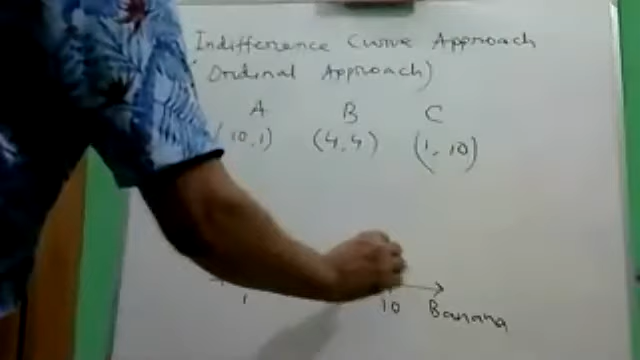 Indifference Curve Approach
Ordinal Approach)
A B C
(10,1) (4,4) (1, 10)
1 10 Banana